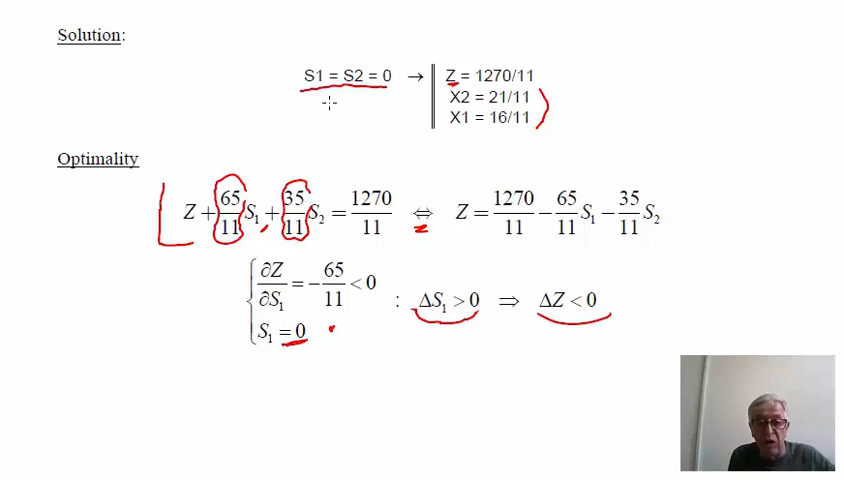 Solution:
S1 = S2 = 0 → Z = 1270/11
X2 = 21/11
X1 = 16/11
Optimality
Z + 65/11 S₁ + 35/11 S₂ = 1270/11 ⇔ Z = 1270/11 − 65/11 S₁ − 35/11 S₂
∂Z/∂S₁ = − 65/11 < 0
: ΔS₁ > 0 ⇒ ΔZ < 0
S₁ = 0